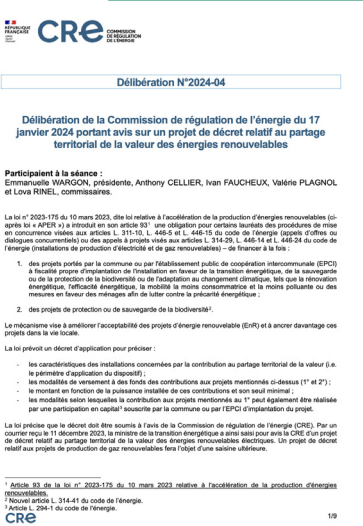 RÉPUBLIQUE
FRANÇAISE
CRE
COMMISSION
DE RÉGULATION
DE L'ÉNERGIE
Délibération N°2024-04
Délibération de la Commission de régulation de l'énergie du 17
janvier 2024 portant avis sur un projet de décret relatif au partage
territorial de la valeur des énergies renouvelables
Participaient à la séance :
Emmanuelle WARGON, présidente, Anthony CELLIER, Ivan FAUCHEUX, Valérie PLAGNOL
et Lova RINEL, commissaires.
La loi n° 2023-175 du 10 mars 2023, dite loi relative à l'accélération de la production d'énergies renouvelables (ci-
après loi « APER ») a introduit en son article 93¹ une obligation pour certains lauréats des procédures de mise
en concurrence visées aux articles L. 311-10, L. 446-5 et L. 446-15 du code de l'énergie (appels d'offres ou
dialogues concurrentiels) ou des appels à projets visés aux articles L. 314-29, L. 446-14 et L. 446-24 du code de
l'énergie (installations de production d'électricité et de gaz renouvelables) – de financer à la fois :
1. des projets portés par la commune ou par l'établissement public de coopération intercommunale (EPCI)
à fiscalité propre d'implantation de l'installation en faveur de la transition énergétique, de la sauvegarde
ou de la protection de la biodiversité ou de l'adaptation au changement climatique, tels que la rénovation
énergétique, l'efficacité énergétique, la mobilité la moins consommatrice et la moins polluante ou des
mesures en faveur des ménages afin de lutter contre la précarité énergétique ;
2. des projets de protection ou de sauvegarde de la biodiversité².
Le mécanisme vise à améliorer l'acceptabilité des projets d'énergie renouvelable (EnR) et à ancrer davantage ces
projets dans la vie locale.
La loi prévoit un décret d'application pour préciser :
- les caractéristiques des installations concernées par la contribution au partage territorial de la valeur (i.e.
le périmètre d'application du dispositif) ;
- les modalités de versement à des fonds des contributions aux projets mentionnés ci-dessus (1° et 2°) ;
- le montant en fonction de la puissance installée de ces contributions et son seuil minimal ;
- les modalités selon lesquelles la contribution aux projets mentionnés au 1° peut également être réalisée
par une participation en capital³ souscrite par la commune ou par l'EPCI d'implantation du projet.
La loi précise que le décret doit être soumis à l'avis de la Commission de régulation de l'énergie (CRE). Par un
courrier reçu le 11 décembre 2023, la ministre de la transition énergétique a ainsi saisi pour avis la CRE d'un projet
de décret relatif au partage territorial de la valeur des énergies renouvelables électriques. Un projet de décret
relatif aux projets de production de gaz renouvelables fera l'objet d'une saisine ultérieure.
¹ Article 93 de la loi n° 2023-175 du 10 mars 2023 relative à l'accélération de la production d'énergies
renouvelables.
² Nouvel article L. 314-41 du code de l'énergie.
³ Article L. 294-1 du code de l'énergie.
CRE
1/9